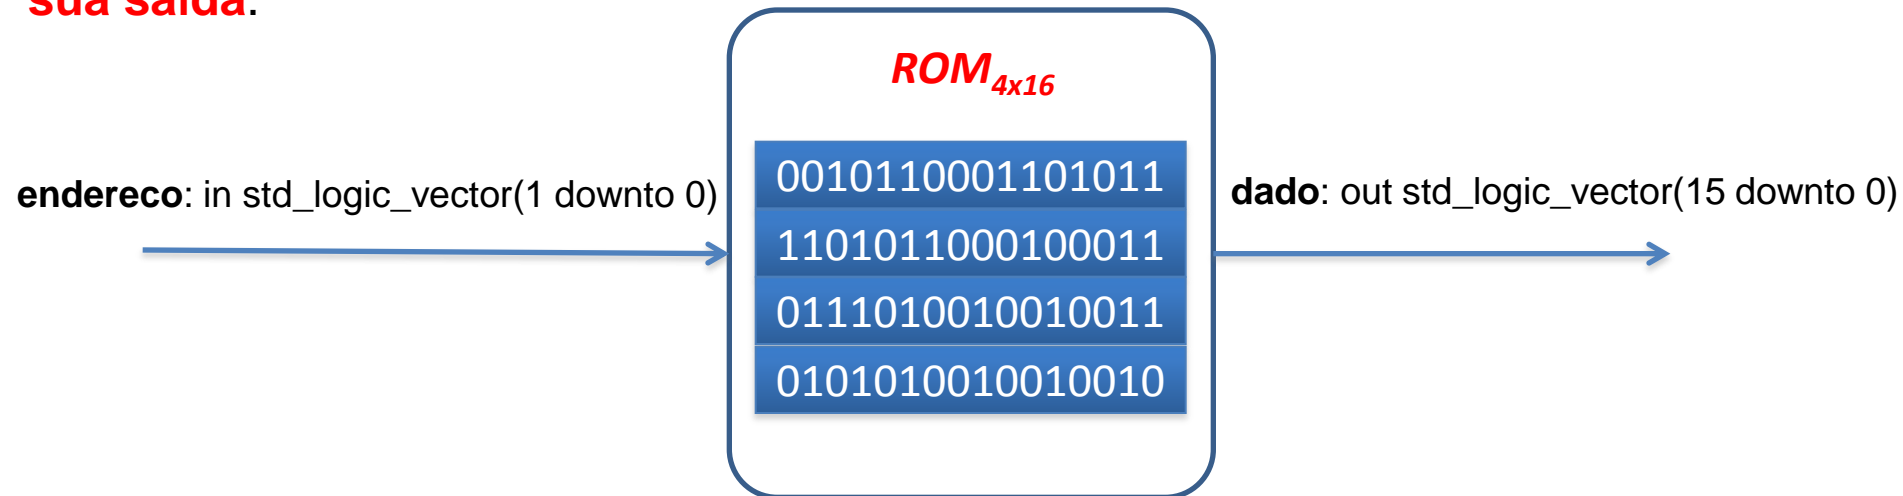 sua saída.
ROM4x16
endereco: in std_logic_vector(1 downto 0)
0010110001101011
1101011000100011
0111010010010011
0101010010010010
dado: out std_logic_vector(15 downto 0)